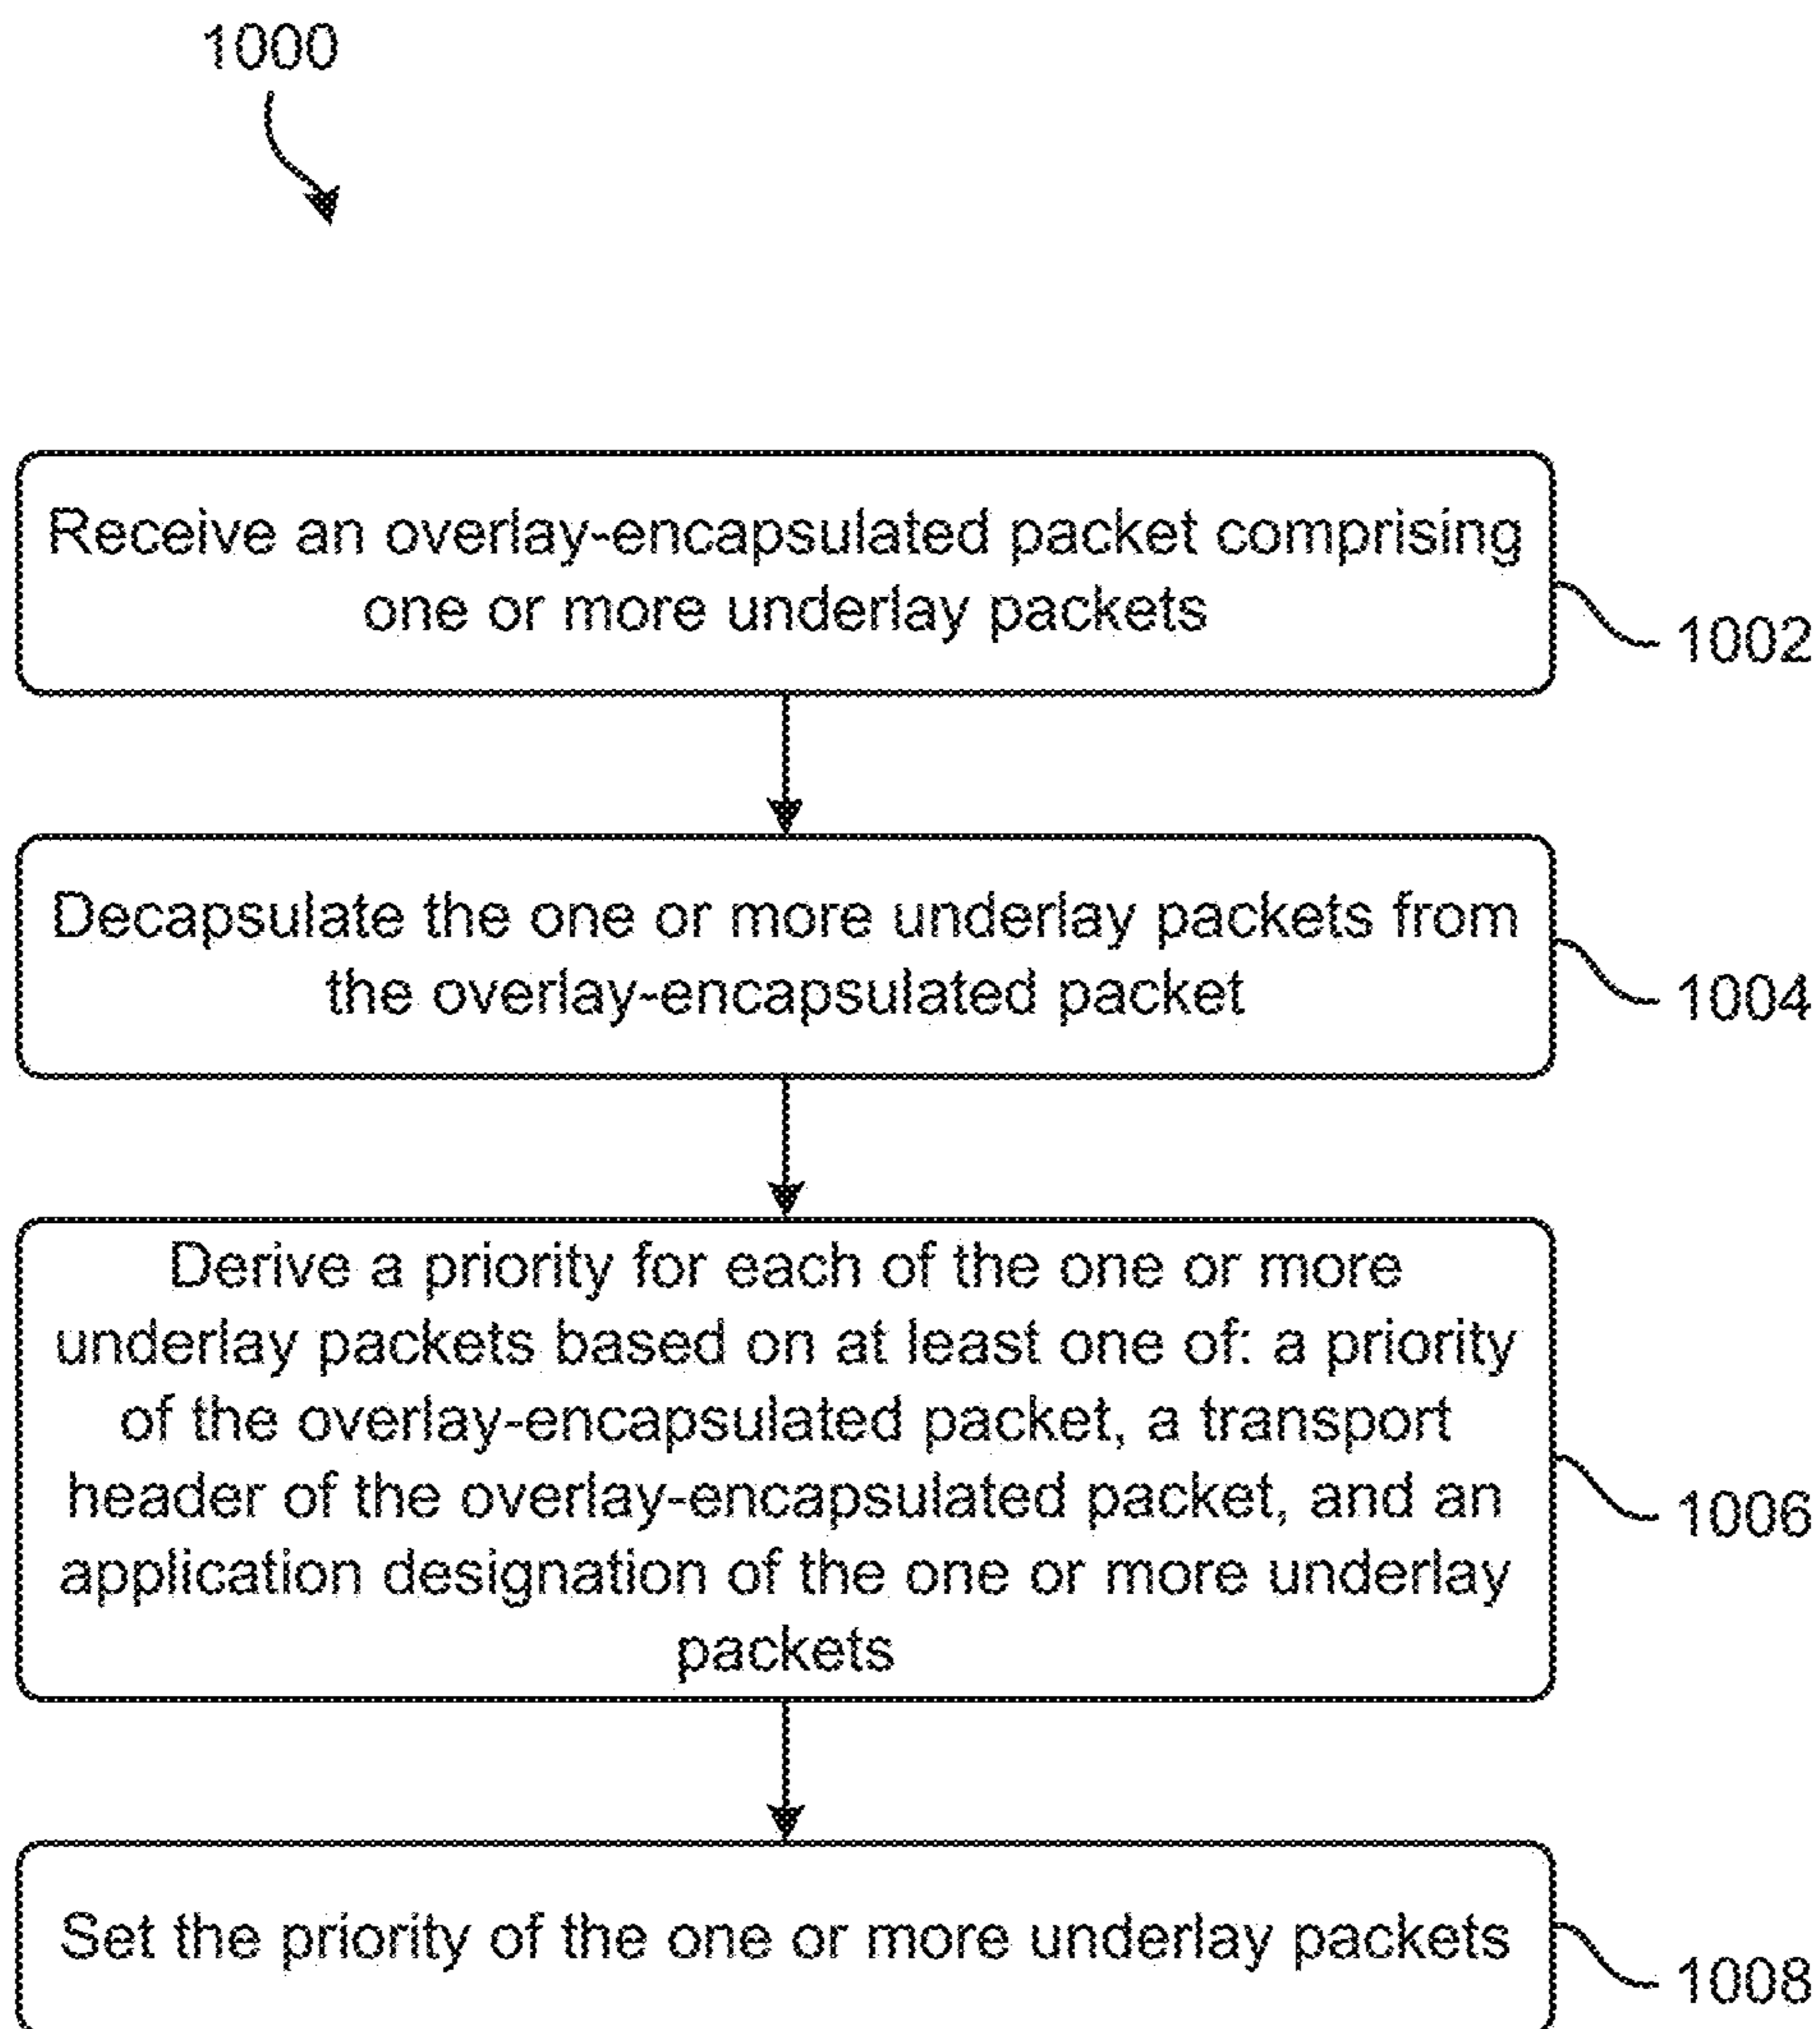 1000
Receive an overlay-encapsulated packet comprising
one or more underlay packets
1002
Decapsulate the one or more underlay packets from
the overlay-encapsulated packet
1004
Derive a priority for each of the one or more
underlay packets based on at least one of: a priority
of the overlay-encapsulated packet, a transport
header of the overlay-encapsulated packet, and an
application designation of the one or more underlay
packets
1006
Set the priority of the one or more underlay packets
1008